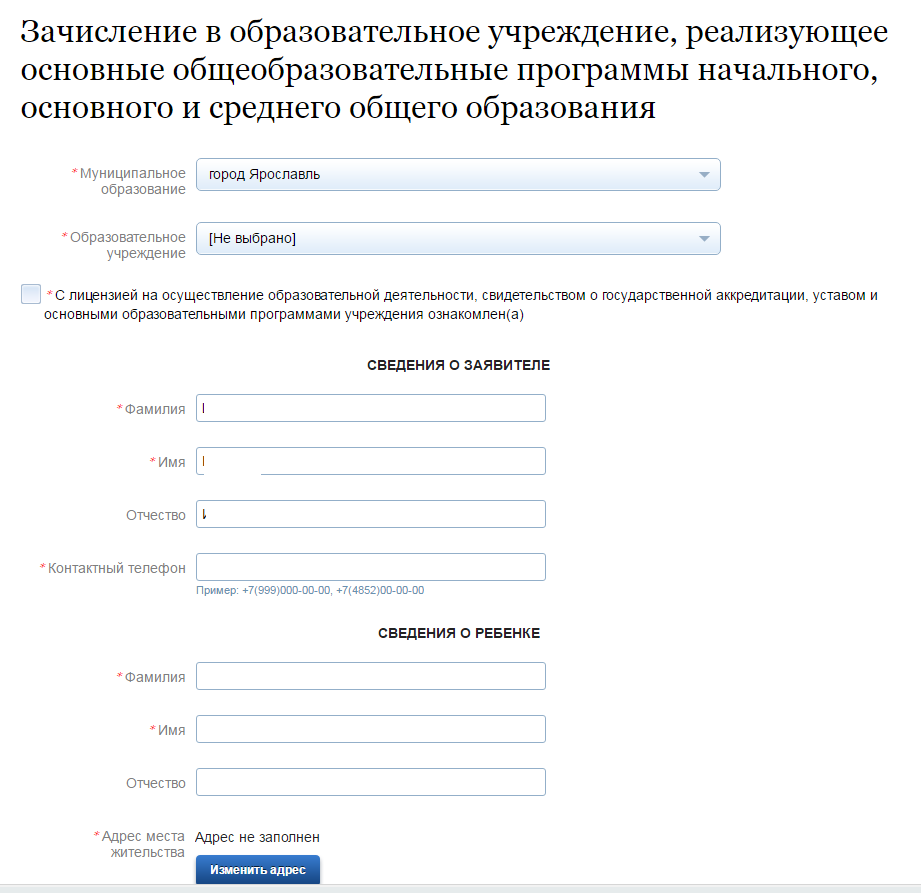 Зачисление в образовательное учреждение, реализующее
основные общеобразовательные программы начального,
основного и среднего общего образования
*Муниципальное
образование
город Ярославль
*Образовательное
учреждение
[Не выбрано]
*С лицензией на осуществление образовательной деятельности, свидетельством о государственной аккредитации, уставом и
основными образовательными программами учреждения ознакомлен(а)
СВЕДЕНИЯ О ЗАЯВИТЕЛЕ
*Фамилия
*Имя
Отчество
*Контактный телефон
Пример: +7(999)000-00-00, +7(4852)00-00-00
СВЕДЕНИЯ О РЕБЕНКЕ
*Фамилия
*Имя
Отчество
*Адрес места
жительства
Адрес не заполнен
Изменить адрес